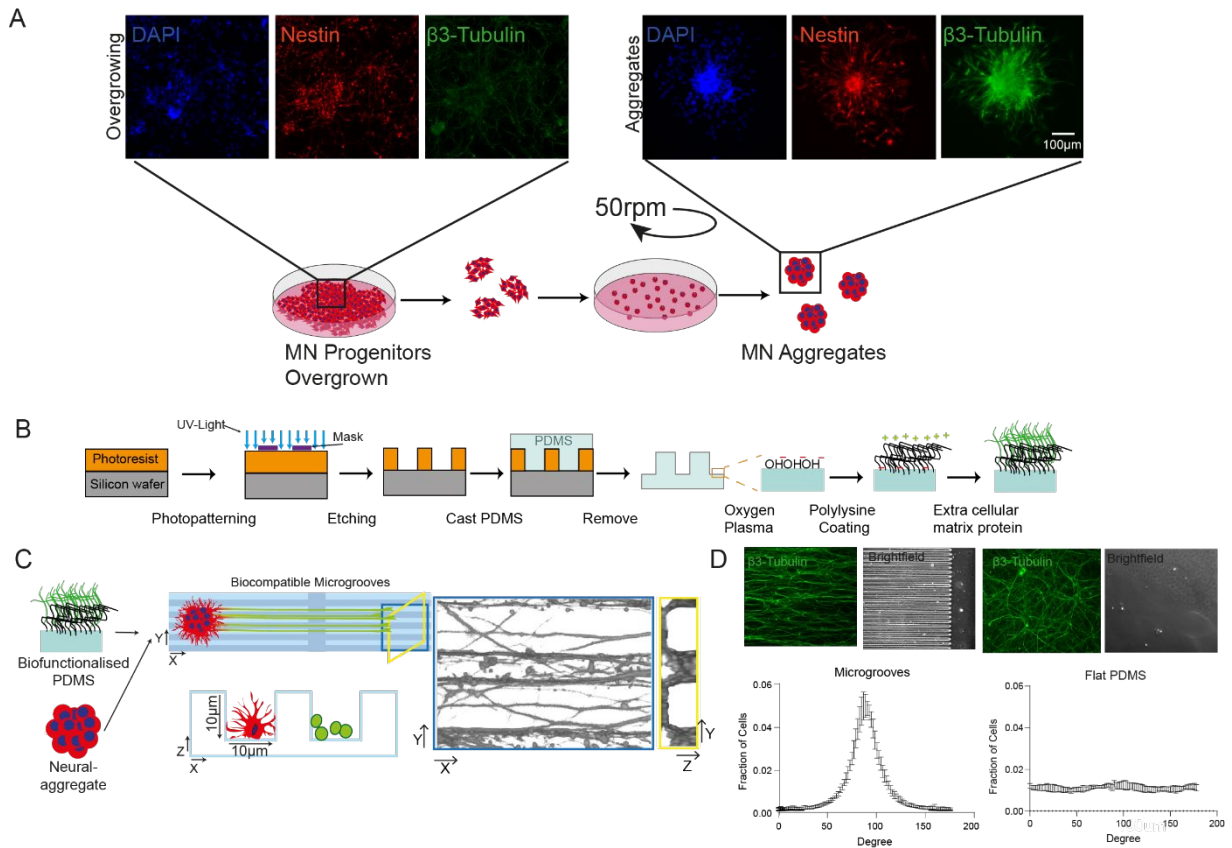 A
Overgrowing
DAPI
Nestin
β3-Tubulin
Aggregates
DAPI
Nestin
β3-Tubulin
100µm
50rpm
MN Progenitors
Overgrown
MN Aggregates
B
UV-Light
Mask
Photoresist
Silicon wafer
PDMS
OHOHOH
+ + + + + + +
Photopatterning
Etching
Cast PDMS
Remove
Oxygen
Plasma
Polylysine
Coating
Extra cellular
matrix protein
C
Biofunctionalised
PDMS
Neural-
aggregate
Biocompatible Microgrooves
Y
X
10µm
10µm
Z
X
Y
X
Y
Z
D
β3-Tubulin
Brightfield
β3-Tubulin
Brightfield
Microgrooves
Fraction of Cells
0.06
0.04
0.02
0.00
0
50
100
150
200
Degree
Flat PDMS
Fraction of Cells
0.06
0.04
0.02
0.00
0
50
100
150
200
Degree